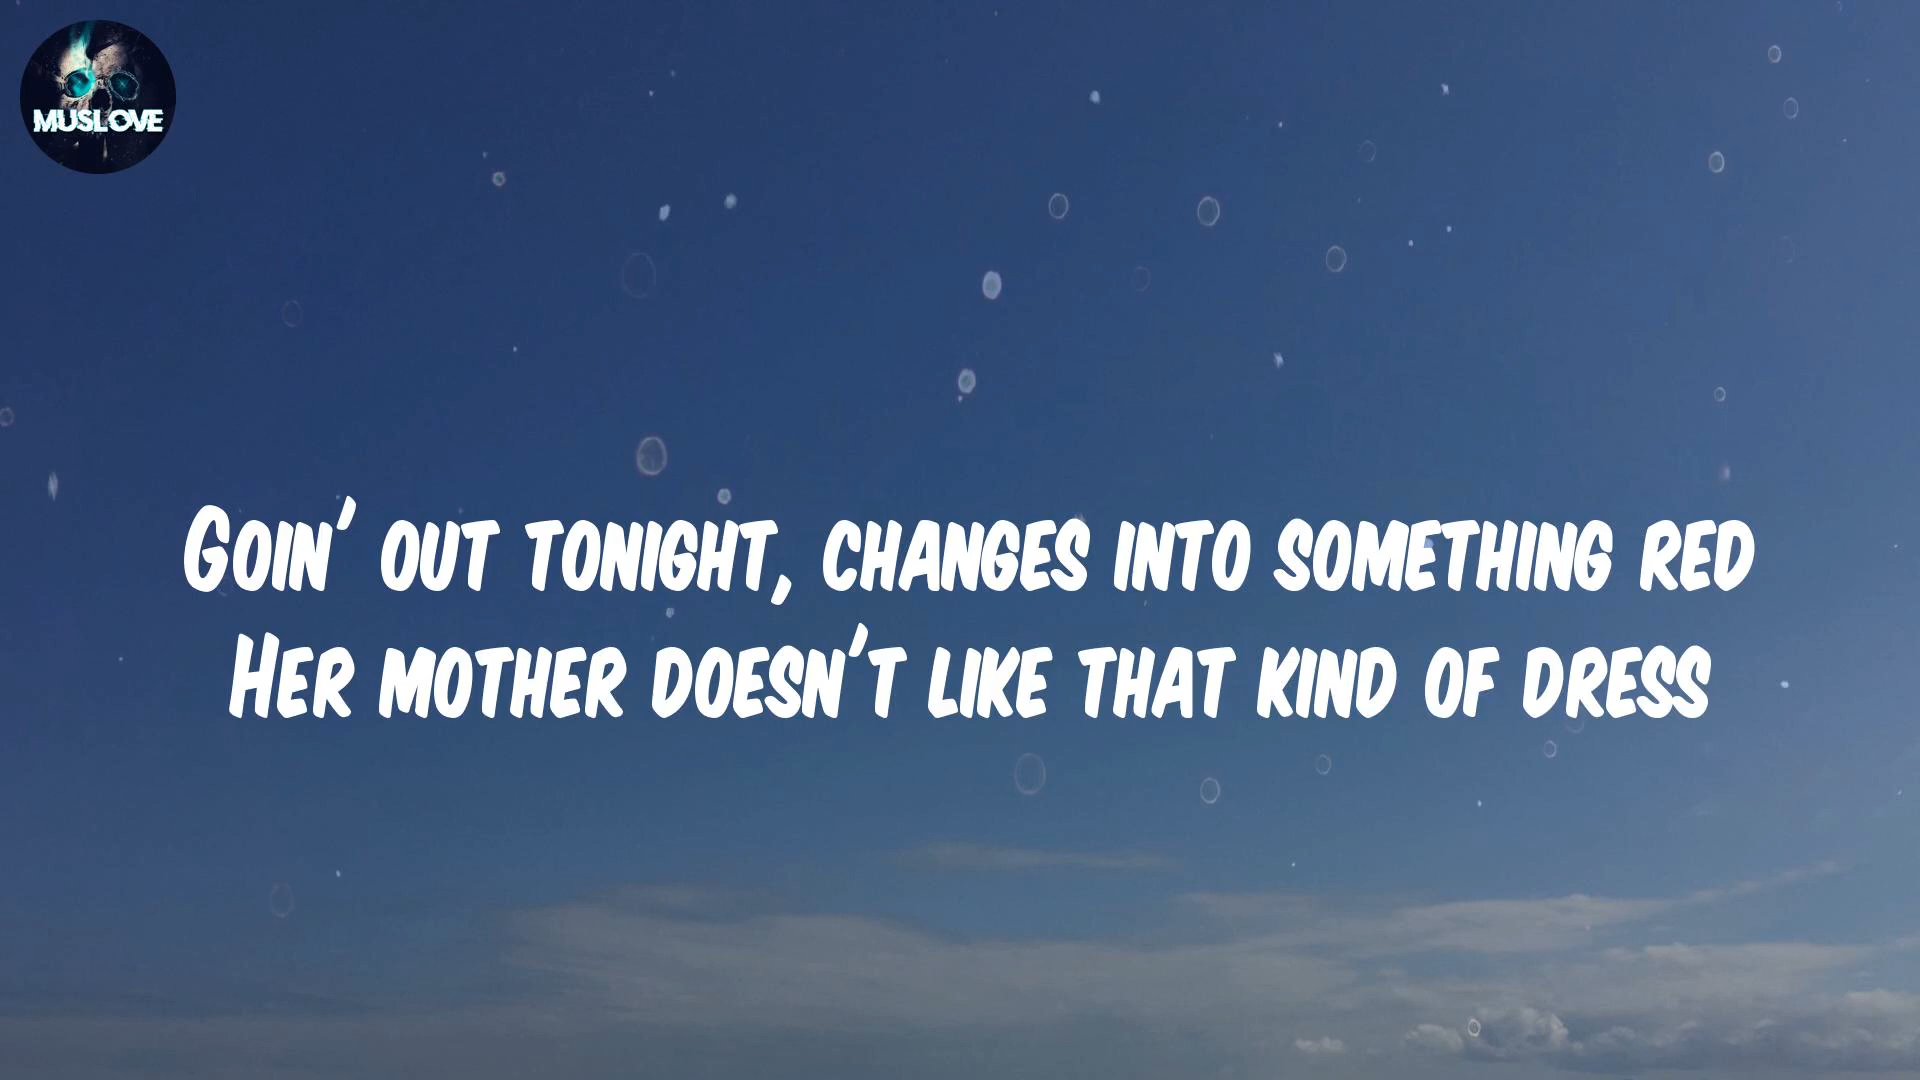 MUSLOVE
Goin' out tonight, changes into something red
Her mother doesn't like that kind of dress